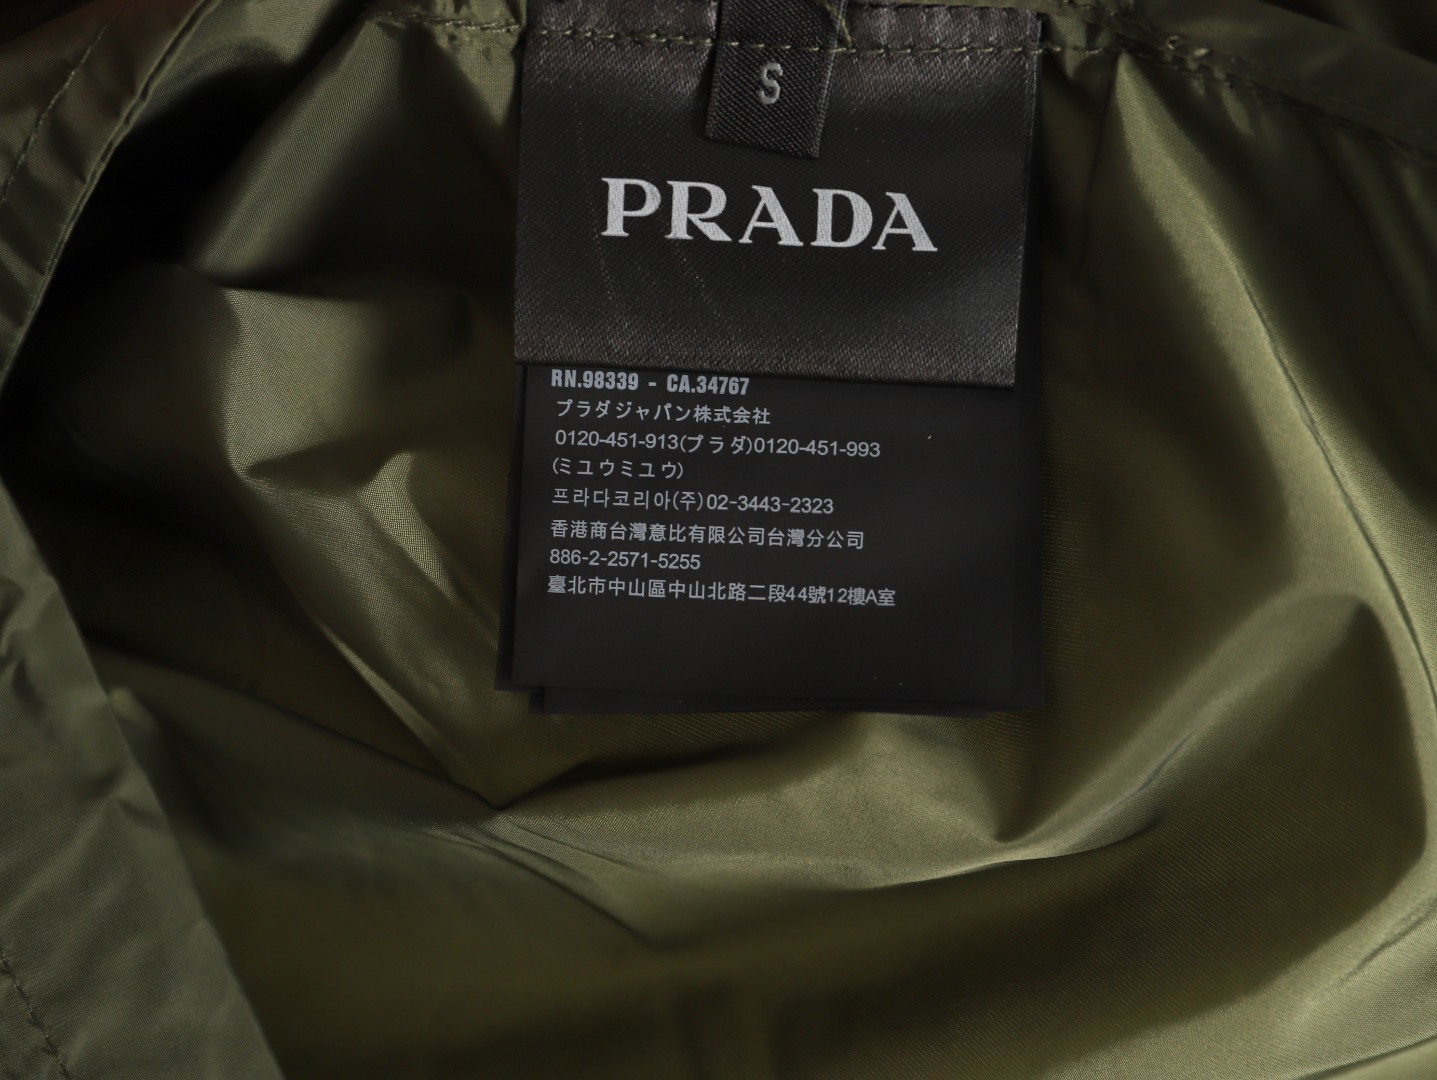 S
PRADA
RN.98339 - CA.34767
プラダジャパン株式会社
0120-451-913(プラダ)0120-451-993
(ミユウミユウ)
프라다코리아(주)02-3443-2323
香港商台灣意比有限公司台灣分公司
886-2-2571-5255
臺北市中山區中山北路二段44號12樓A室